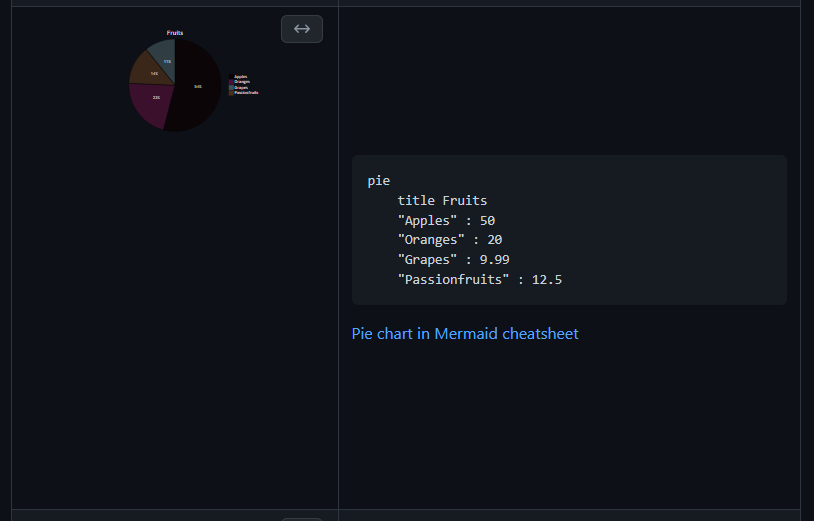 Fruits
54%
22%
14%
11%
Apples
Oranges
Grapes
Passionfruits
pie
title Fruits
"Apples" : 50
"Oranges" : 20
"Grapes" : 9.99
"Passionfruits" : 12.5
Pie chart in Mermaid cheatsheet